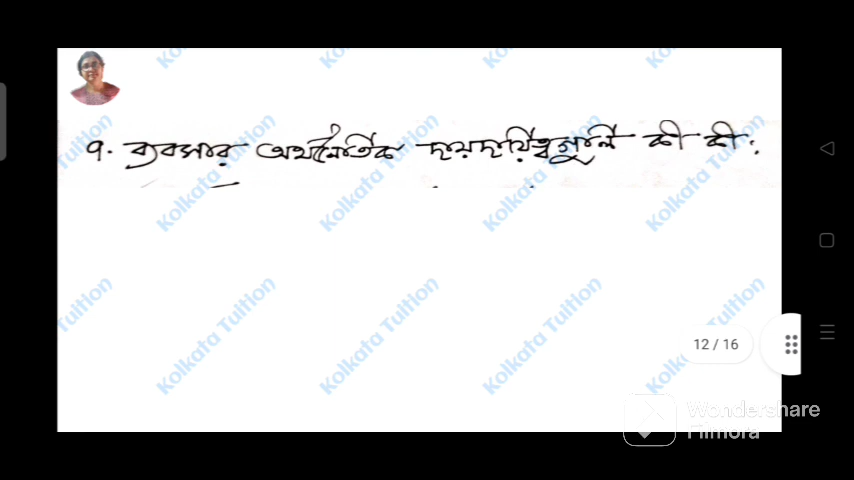 Kolkata Tuition
৭. ব্যবসার অর্থনৈতিক দায়দায়িত্বগুলি কী কী?
12 / 16
Wondershare
Filmora